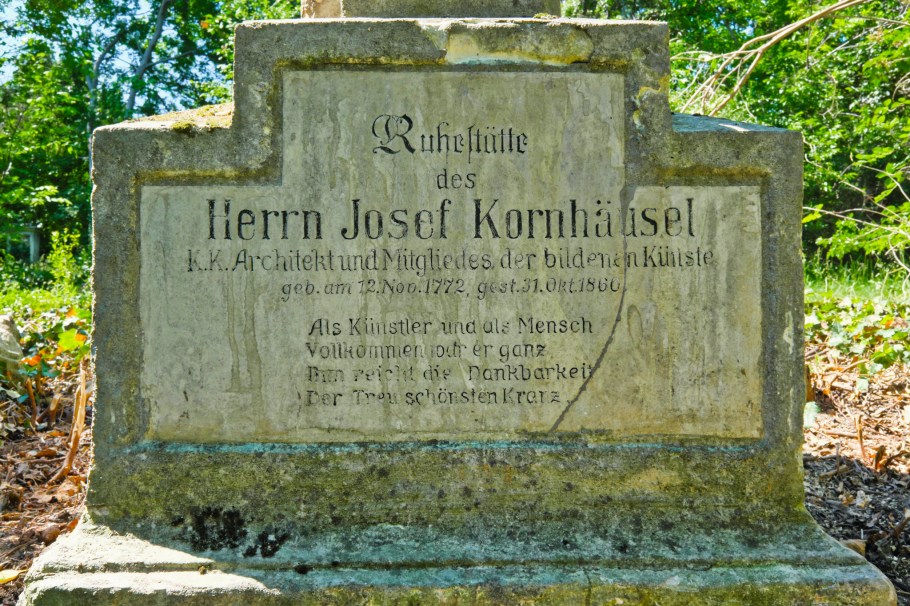 Ruhestätte
des
Herrn Josef Kornhäusel
K.K. Architekt und Mitgliedes, der bildenen Künste
geb. am 12. Nov. 1772, gest. 31. Okt. 1860
Als Künstler und als Mensch
Vollkommen war er ganz
Ihm reicht die Dankbarkeit
Der Treu schönsten Kranz.